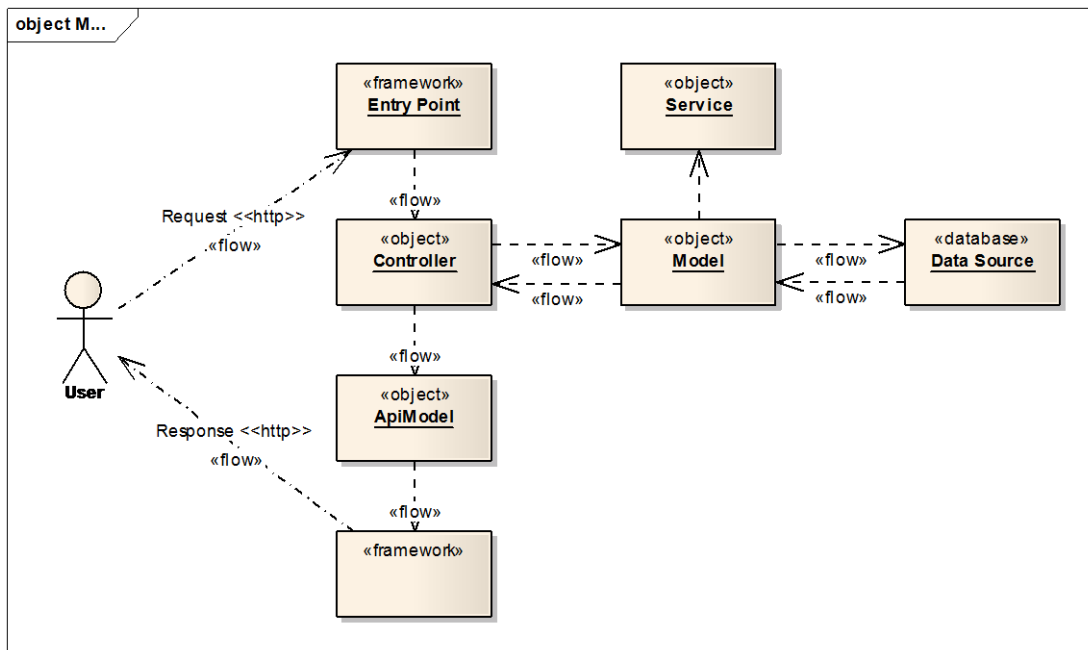 object M...
«framework»
Entry Point
«object»
Service
«flow»
Request <<http>>
«flow»
«object»
Controller
«flow»
«flow»
«object»
Model
«flow»
«flow»
«database»
Data Source
User
«flow»
«object»
ApiModel
Response <<http>>
«flow»
«flow»
«framework»